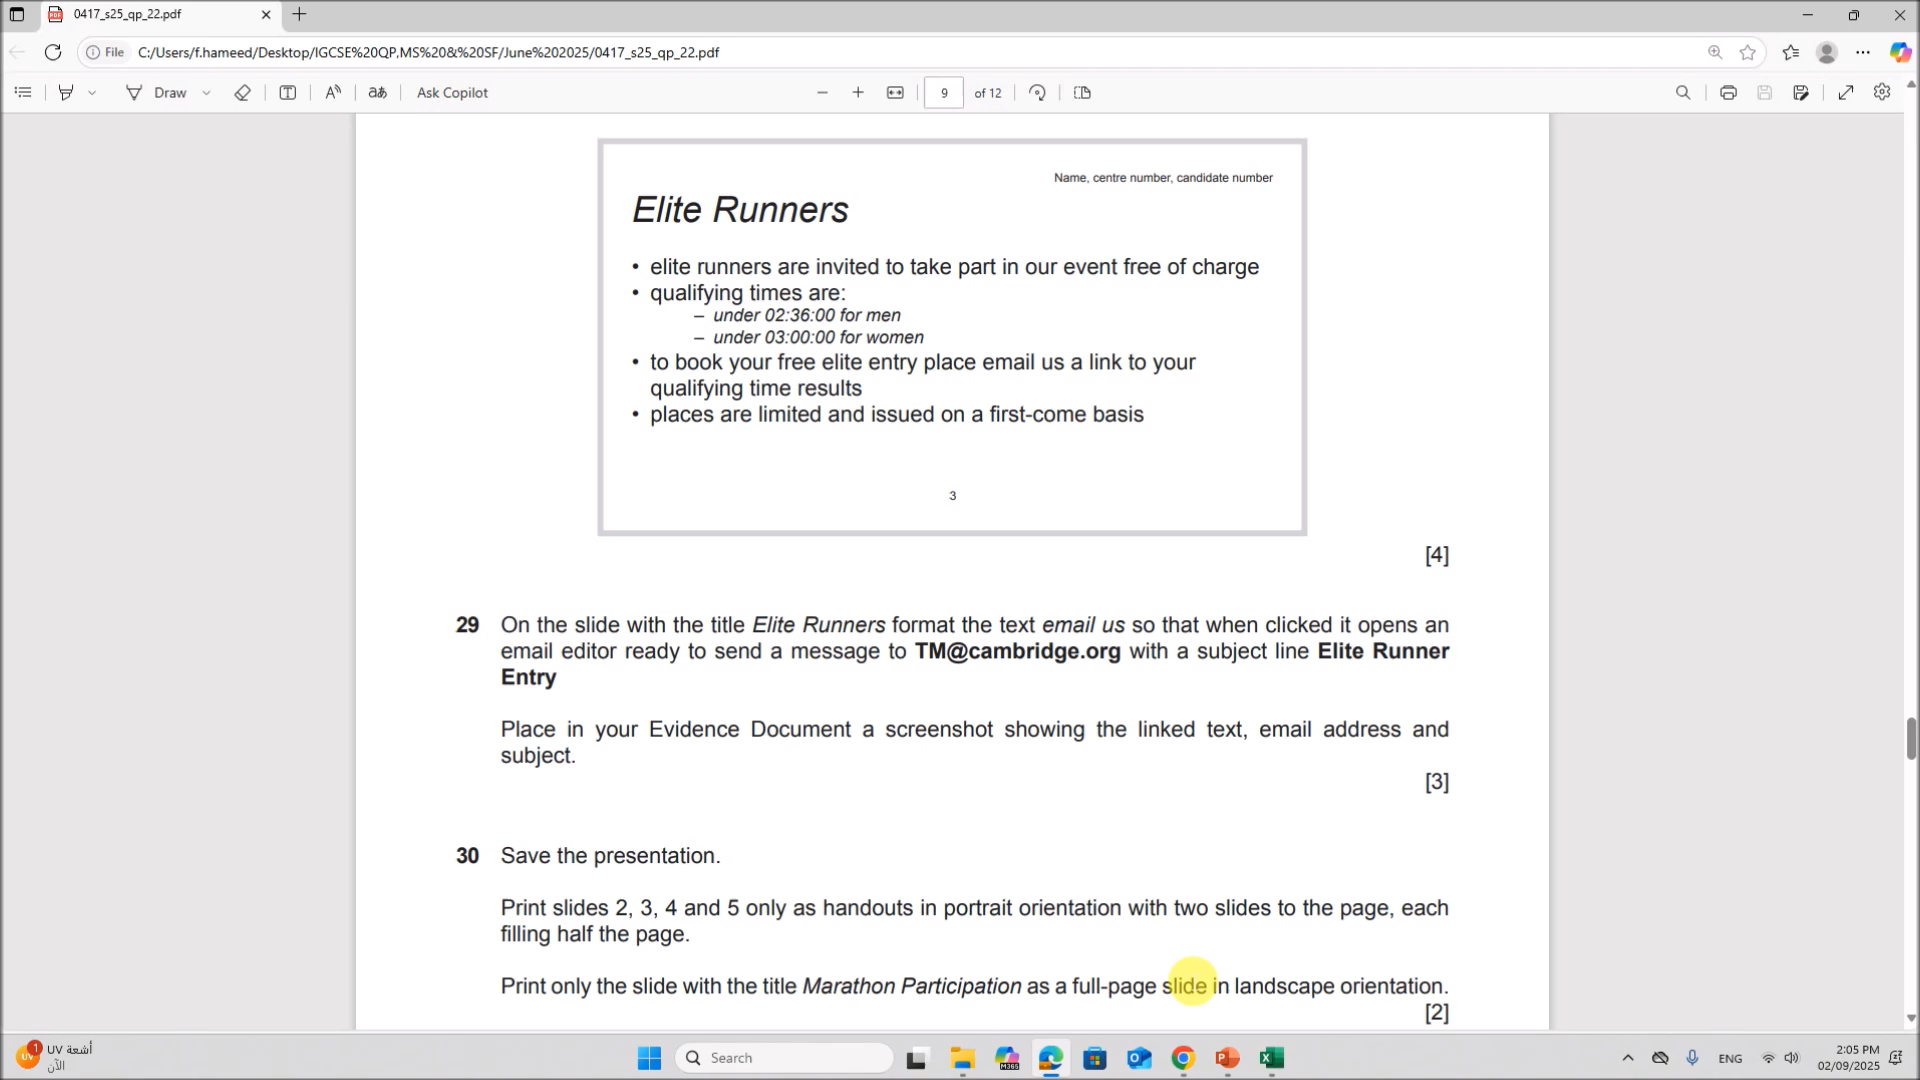 0417_s25_qp_22.pdf
File C:/Users/f.hameed/Desktop/IGCSE%20QP,MS%20&%20SF/June%202025/0417_s25_qp_22.pdf
Draw aあ Ask Copilot 9 of 12
Name, centre number, candidate number
Elite Runners
• elite runners are invited to take part in our event free of charge
• qualifying times are:
– under 02:36:00 for men
– under 03:00:00 for women
• to book your free elite entry place email us a link to your
qualifying time results
• places are limited and issued on a first-come basis
3
[4]
29 On the slide with the title Elite Runners format the text email us so that when clicked it opens an
email editor ready to send a message to TM@cambridge.org with a subject line Elite Runner
Entry
Place in your Evidence Document a screenshot showing the linked text, email address and
subject.
[3]
30 Save the presentation.
Print slides 2, 3, 4 and 5 only as handouts in portrait orientation with two slides to the page, each
filling half the page.
Print only the slide with the title Marathon Participation as a full-page slide in landscape orientation.
[2]
1
UV أشعة UV
الآن
Search
M365
ENG
2:05 PM
02/09/2025